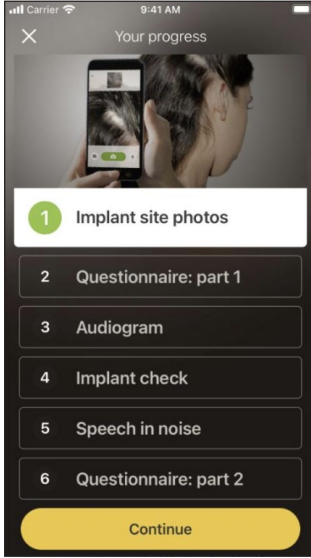 Carrier 9:41 AM
Your progress
1 Implant site photos
2 Questionnaire: part 1
3 Audiogram
4 Implant check
5 Speech in noise
6 Questionnaire: part 2
Continue